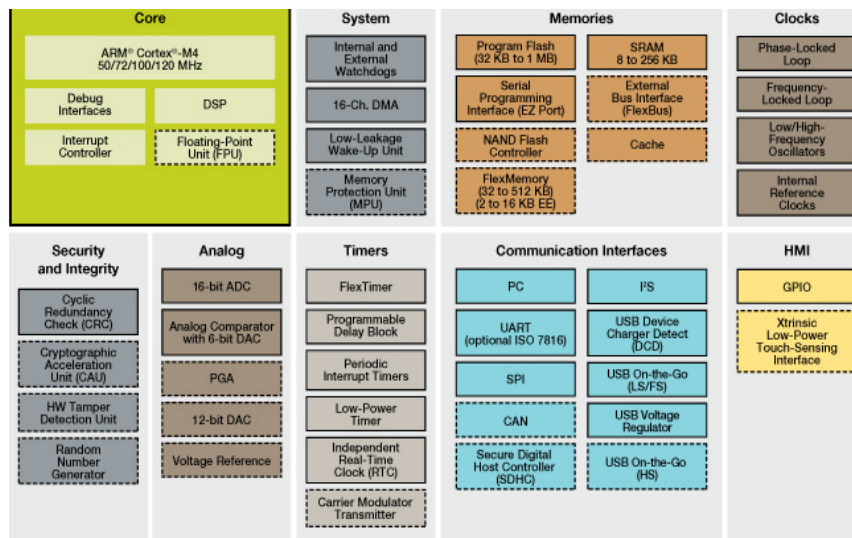 Core
ARM® Cortex®-M4
50/72/100/120 MHz
Debug
Interfaces
DSP
Interrupt
Controller
Floating-Point
Unit (FPU)
System
Internal and
External
Watchdogs
16-Ch. DMA
Low-Leakage
Wake-Up Unit
Memory
Protection Unit
(MPU)
Memories
Program Flash
(32 KB to 1 MB)
SRAM
8 to 256 KB
Serial
Programming
Interface (EZ Port)
External
Bus Interface
(FlexBus)
NAND Flash
Controller
Cache
FlexMemory
(32 to 512 KB)
(2 to 16 KB EE)
Clocks
Phase-Locked
Loop
Frequency-
Locked Loop
Low/High-
Frequency
Oscillators
Internal
Reference
Clocks
Security
and Integrity
Cyclic
Redundancy
Check (CRC)
Cryptographic
Acceleration
Unit (CAU)
HW Tamper
Detection Unit
Random
Number
Generator
Analog
16-bit ADC
Analog Comparator
with 6-bit DAC
PGA
12-bit DAC
Voltage Reference
Timers
FlexTimer
Programmable
Delay Block
Periodic
Interrupt Timers
Low-Power
Timer
Independent
Real-Time
Clock (RTC)
Carrier Modulator
Transmitter
Communication Interfaces
PC
I²S
UART
(optional ISO 7816)
USB Device
Charger Detect
(DCD)
SPI
USB On-the-Go
(LS/FS)
CAN
USB Voltage
Regulator
Secure Digital
Host Controller
(SDHC)
USB On-the-Go
(HS)
HMI
GPIO
Xtrinsic
Low-Power
Touch-Sensing
Interface